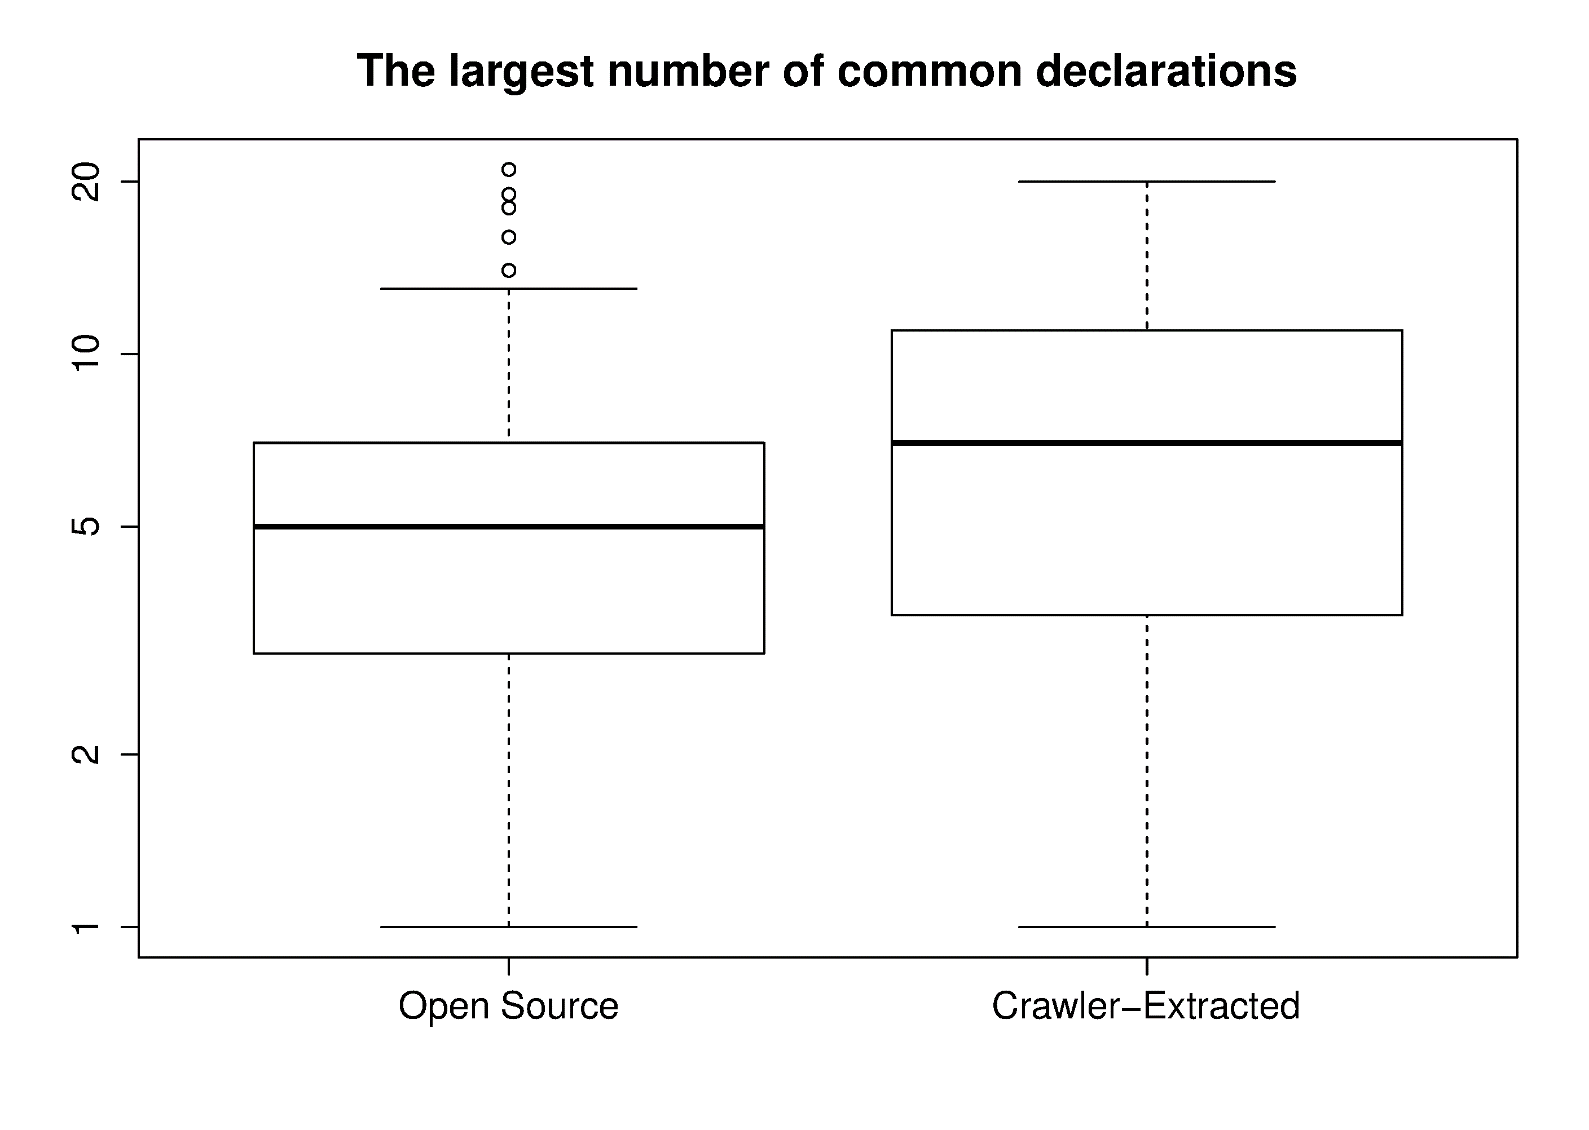 The largest number of common declarations
20
10
5
2
1
Open Source
Crawler−Extracted